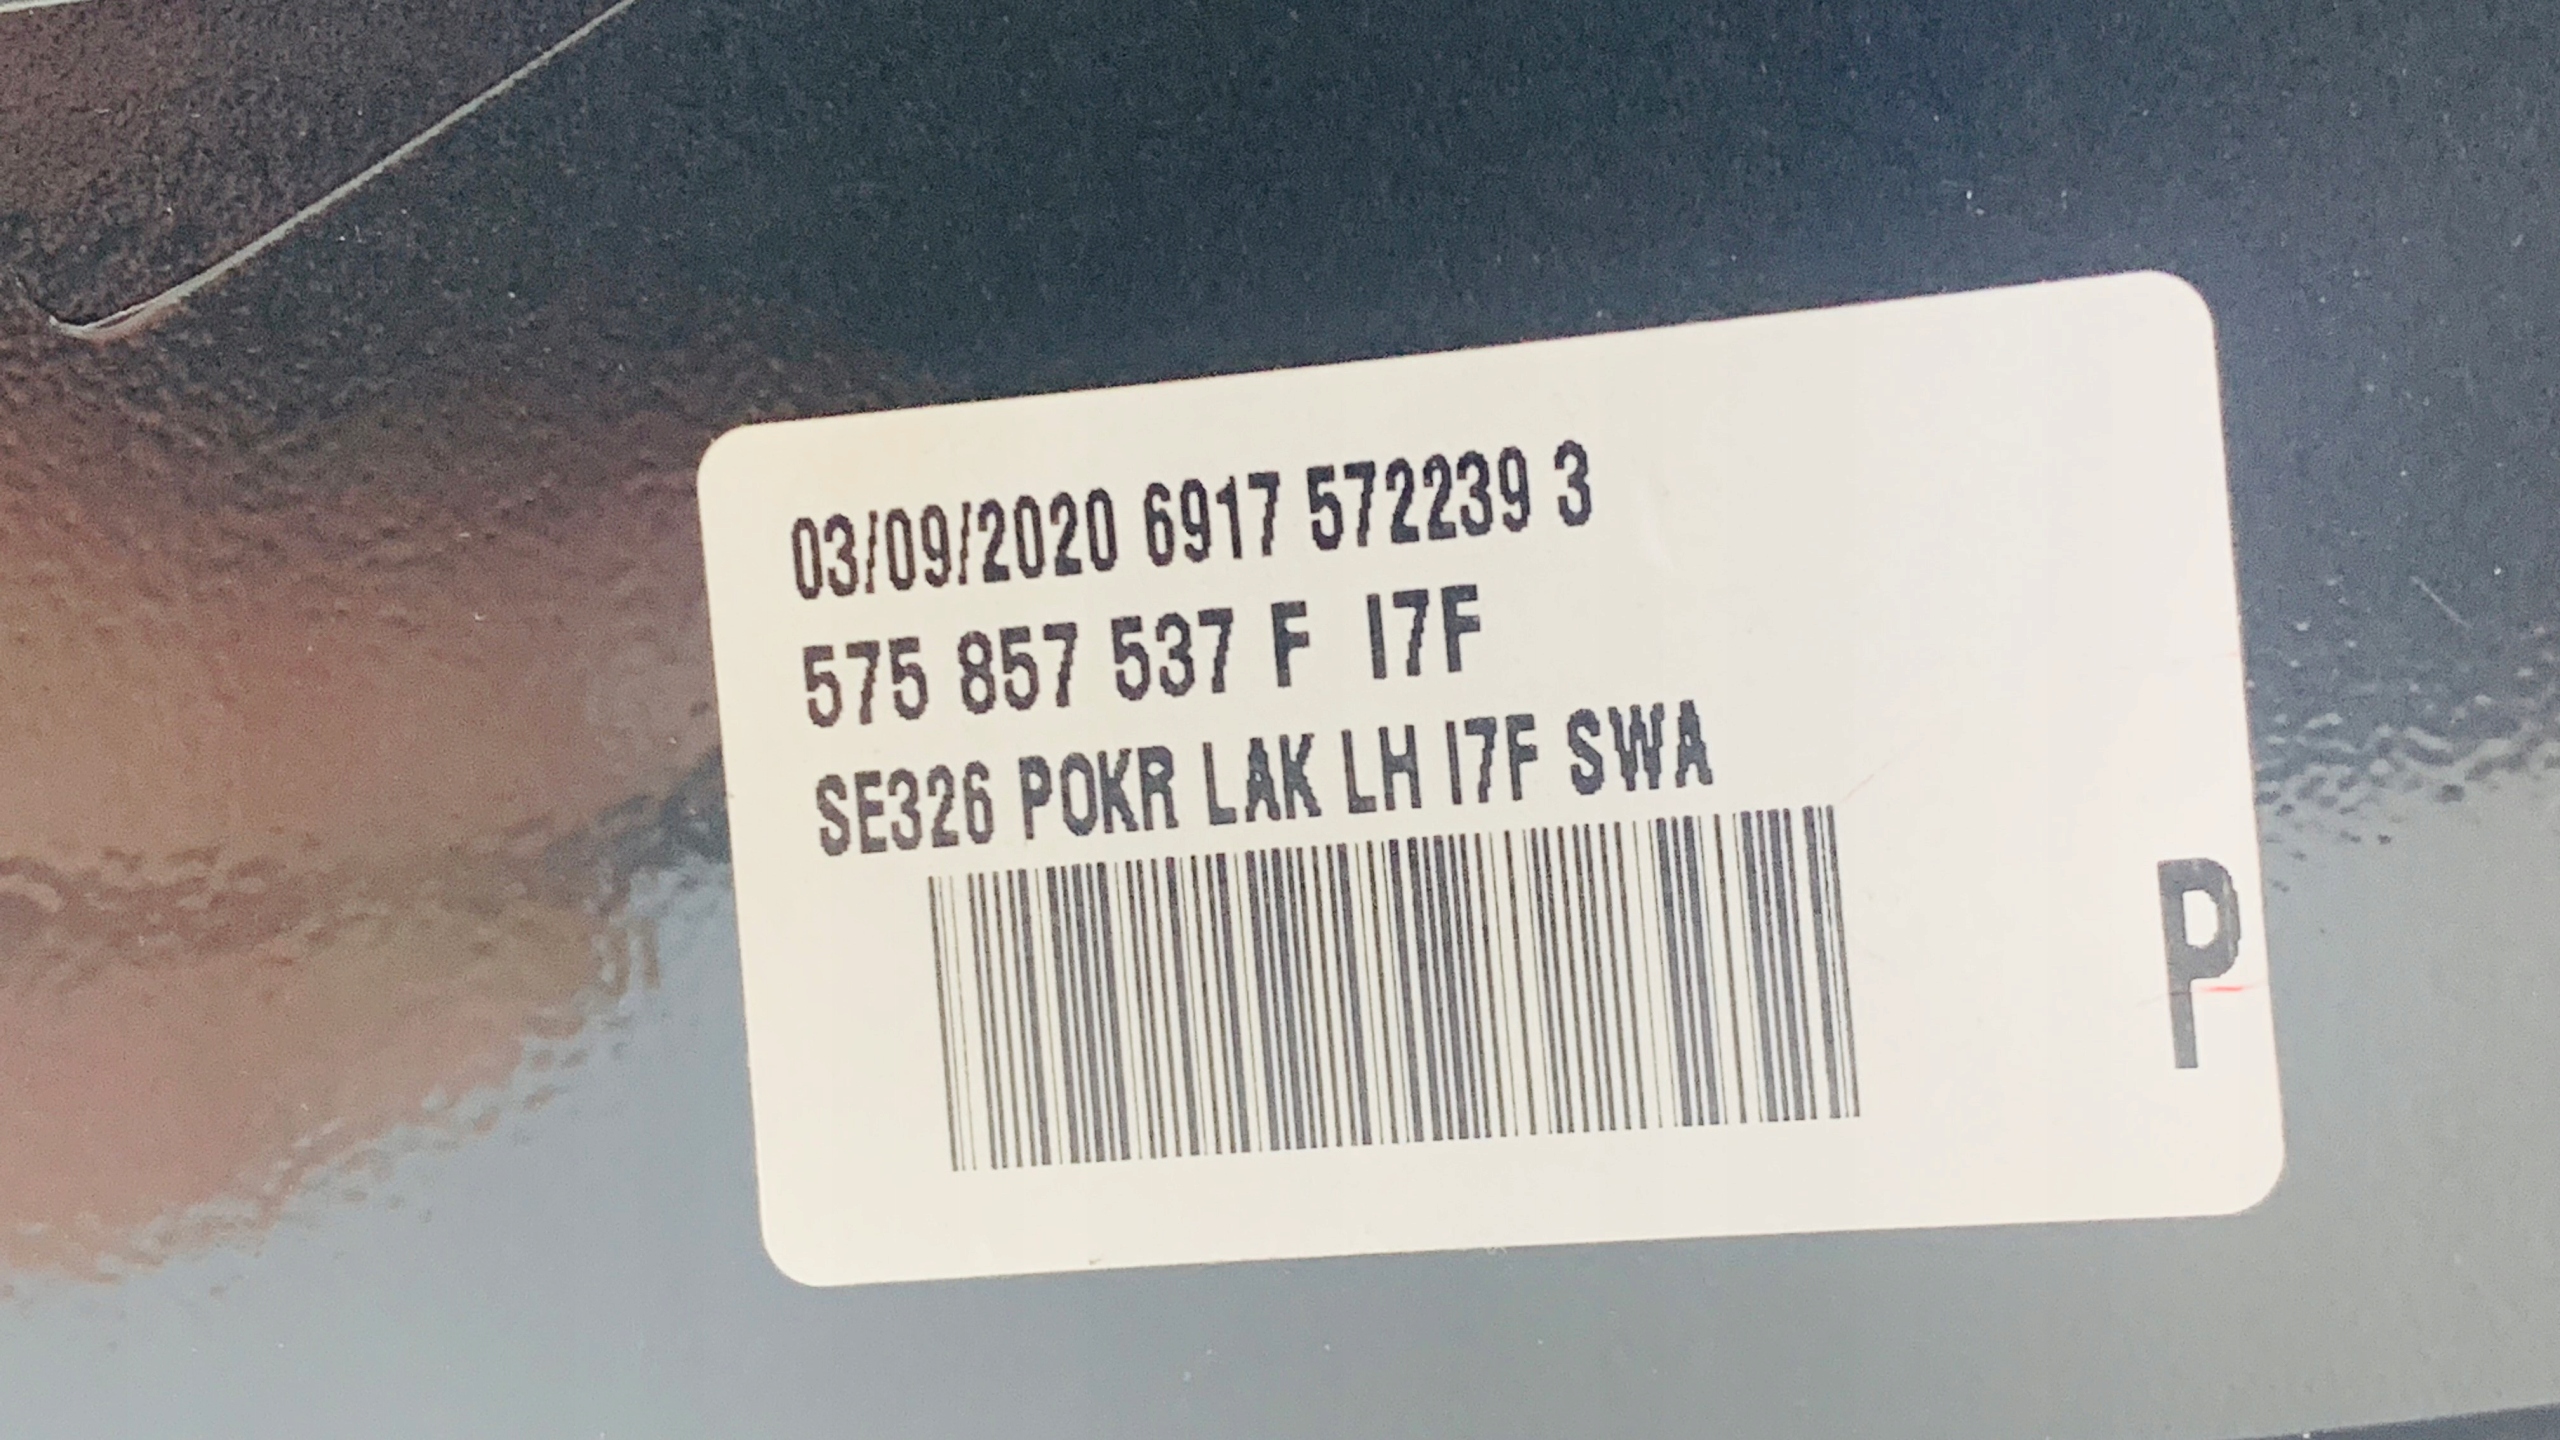 03/09/2020 6917 572239 3
575 857 537 F I7F
SE326 POKR LAK LH I7F SWA
P